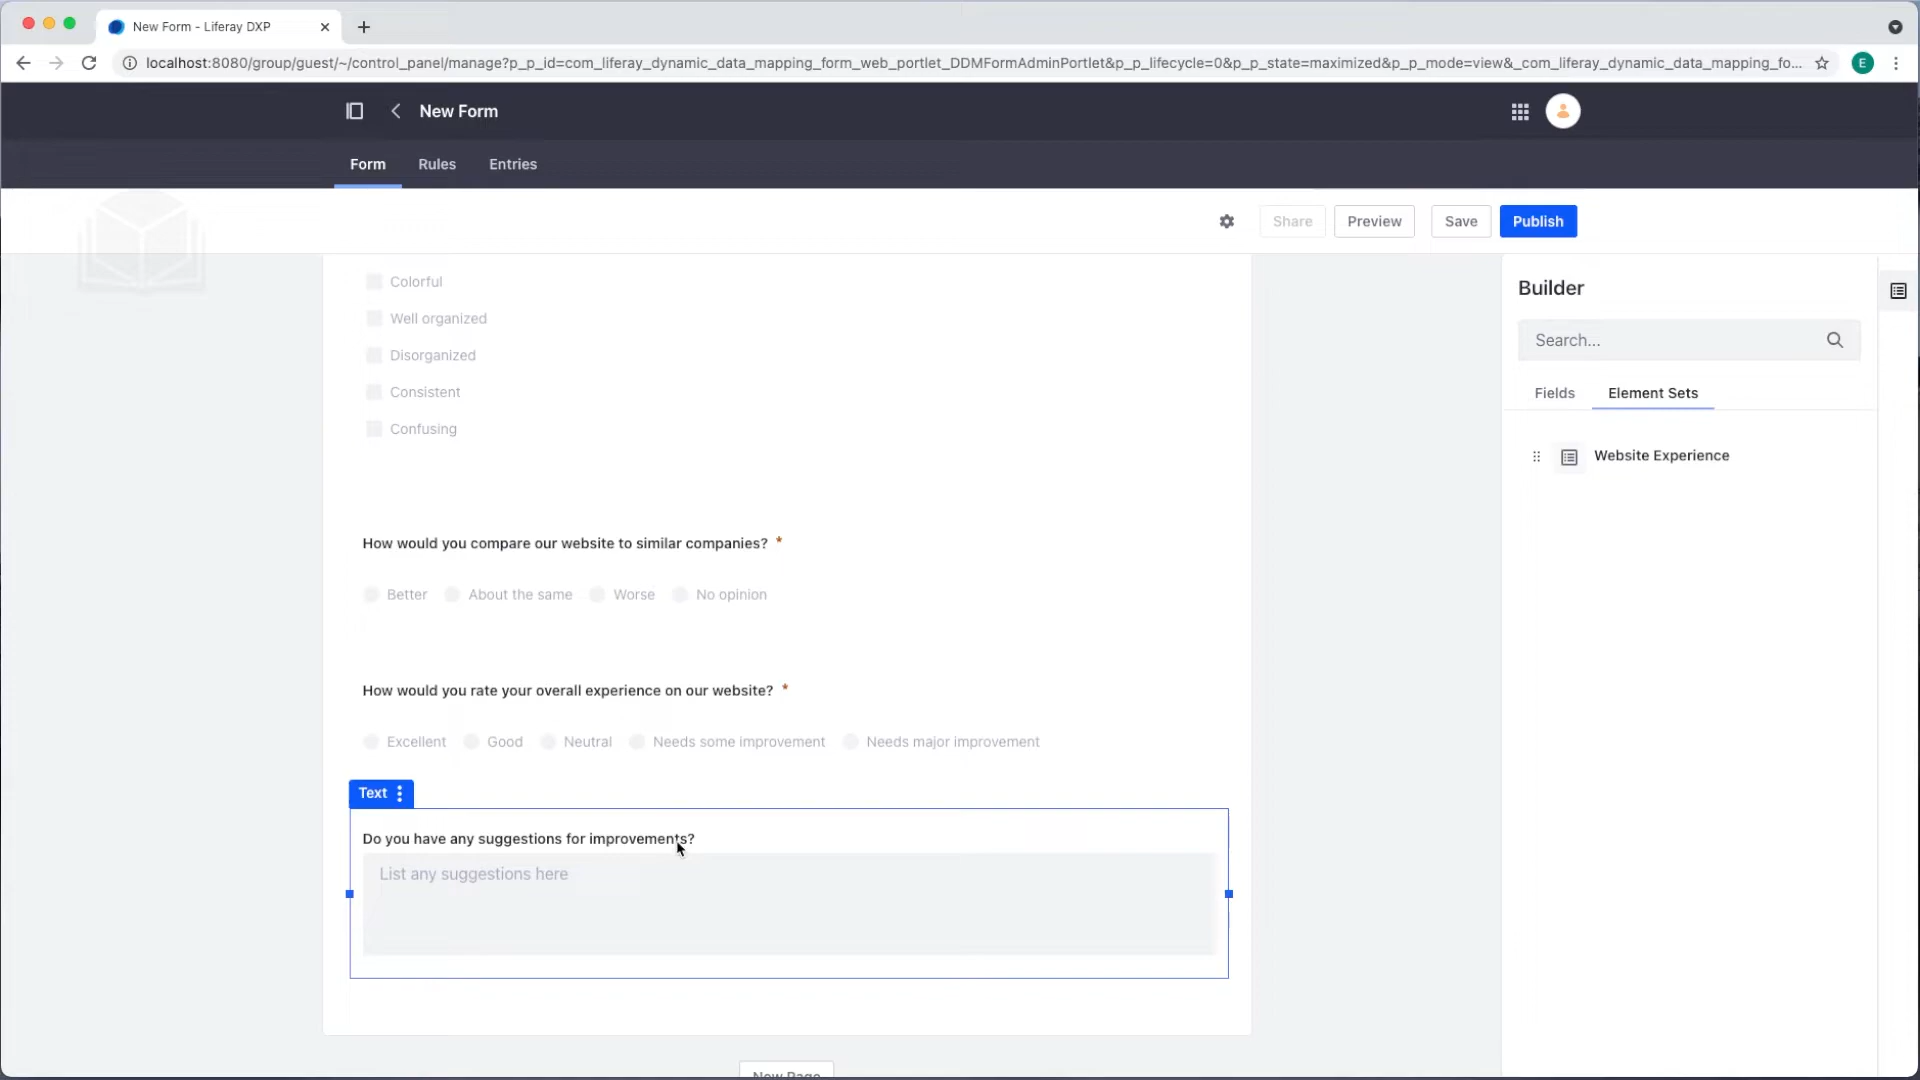 New Form - Liferay DXP
localhost:8080/group/guest/~/control_panel/manage?p_p_id=com_liferay_dynamic_data_mapping_form_web_portlet_DDMFormAdminPortlet&p_p_lifecycle=0&p_p_state=maximized&p_p_mode=view&_com_liferay_dynamic_data_mapping_fo...
E
New Form
Form Rules Entries
Share Preview Save Publish
Colorful
Well organized
Disorganized
Consistent
Confusing
How would you compare our website to similar companies? *
Better About the same Worse No opinion
How would you rate your overall experience on our website? *
Excellent Good Neutral Needs some improvement Needs major improvement
Text
Do you have any suggestions for improvements?
List any suggestions here
New Page
Builder
Search...
Fields Element Sets
Website Experience